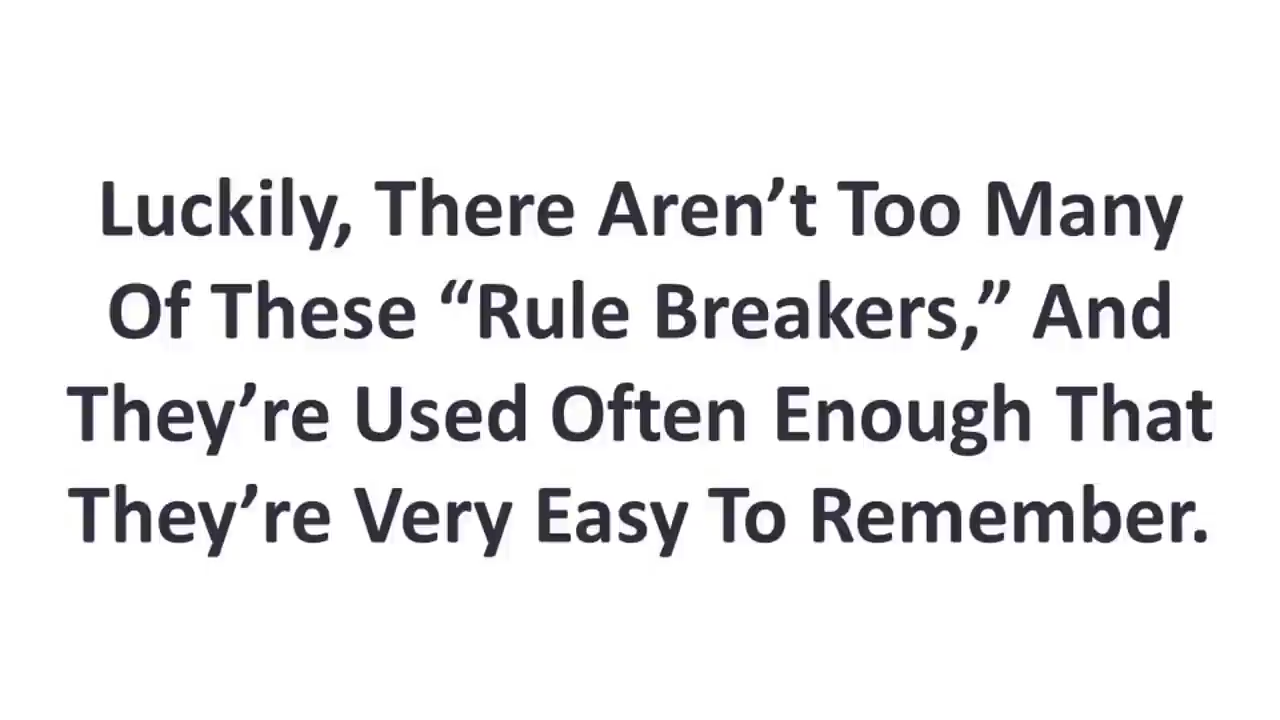 Luckily, There Aren’t Too Many
Of These “Rule Breakers,” And
They’re Used Often Enough That
They’re Very Easy To Remember.